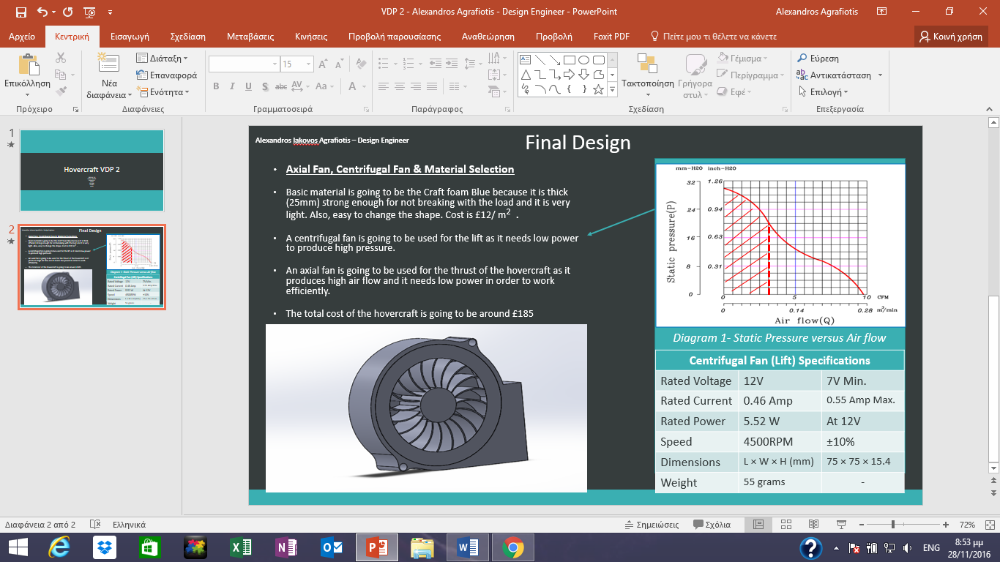 VDP 2 - Alexandros Agrafiotis - Design Engineer - PowerPoint
Alexandros Agrafiotis
Αρχείο Κεντρική Εισαγωγή Σχεδίαση Μεταβάσεις Κινήσεις Προβολή παρουσίασης Αναθεώρηση Προβολή Foxit PDF Πείτε μου τι θέλετε να κάνετε Κοινή χρήση
Επικόλληση
Πρόχειρο
Νέα
διαφάνεια
Διάταξη
Επαναφορά
Ενότητα
Διαφάνειες
15
B I U S abc AV Aa A
Γραμματοσειρά
Παράγραφος
Τακτοποίηση
Γρήγορα
στυλ
Γέμισμα
Περίγραμμα
Εφέ
Σχεδίαση
Εύρεση
Αντικατάσταση
Επιλογή
Επεξεργασία
1
Hovercraft VDP 2
2
Final Design
Alexandros Iakovos Agrafiotis – Design Engineer
Final Design
• Axial Fan, Centrifugal Fan & Material Selection
• Basic material is going to be the Craft foam Blue because it is thick
(25mm) strong enough for not breaking with the load and it is very
light. Also, easy to change the shape. Cost is £12/ m² .
• A centrifugal fan is going to be used for the lift as it needs low power
to produce high pressure.
• An axial fan is going to be used for the thrust of the hovercraft as it
produces high air flow and it needs low power in order to work
efficiently.
• The total cost of the hovercraft is going to be around £185
mm-H2O inch-H2O
32 1.26
24 0.94
16 0.63
8 0.31
0
Static pressure(P)
0 5 10 CFM
0 0.14 0.28 m³/min
Air flow(Q)
Diagram 1- Static Pressure versus Air flow
Centrifugal Fan (Lift) Specifications
Rated Voltage 12V 7V Min.
Rated Current 0.46 Amp 0.55 Amp Max.
Rated Power 5.52 W At 12V
Speed 4500RPM ±10%
Dimensions L × W × H (mm) 75 × 75 × 15.4
Weight 55 grams -
Διαφάνεια 2 από 2 Ελληνικά Σημειώσεις Σχόλια 72%
ENG
8:53 μμ
28/11/2016